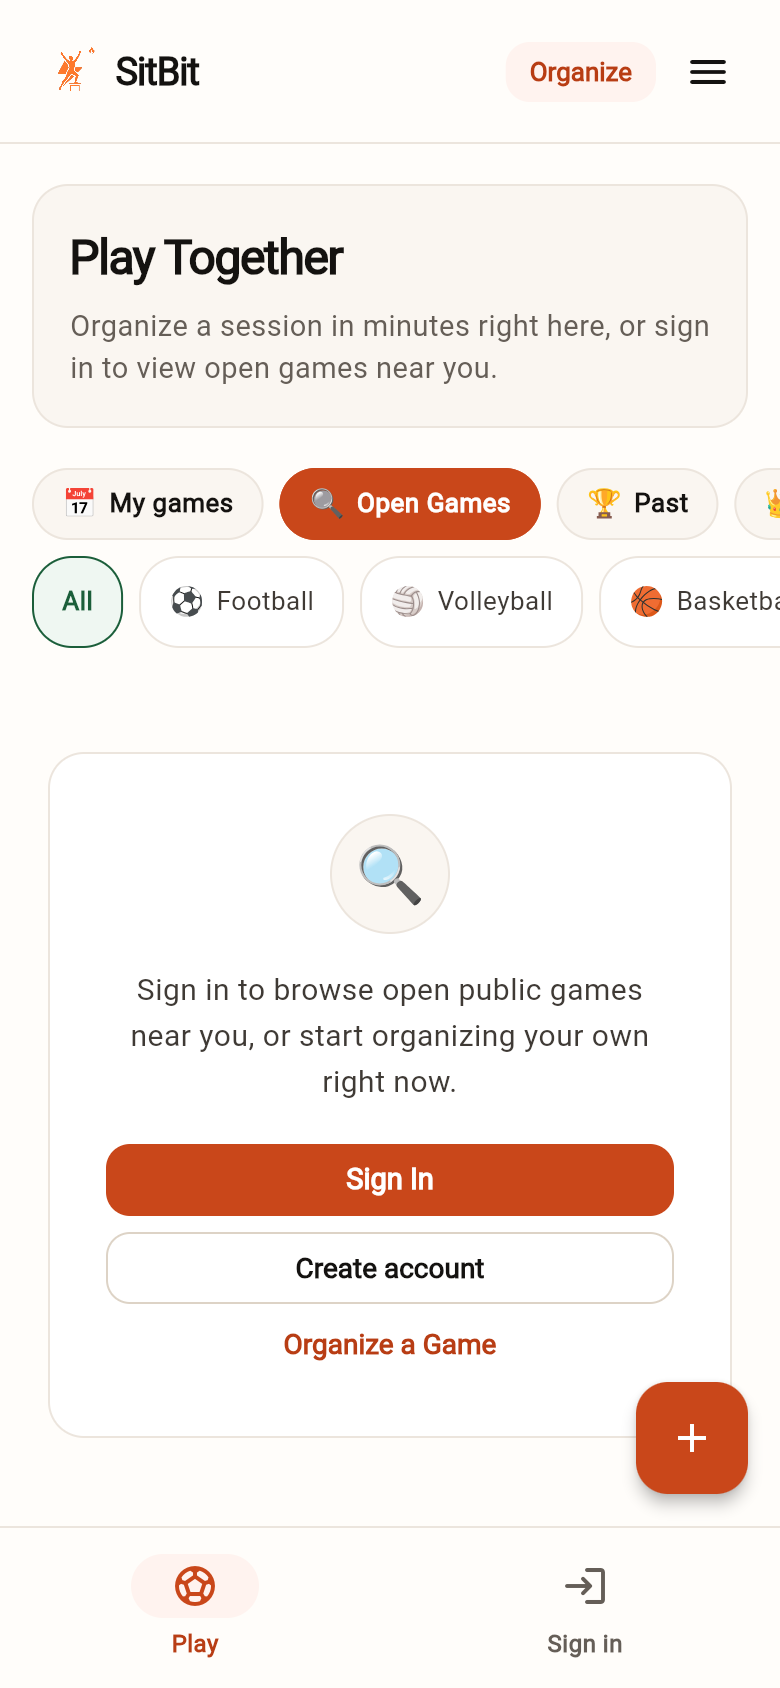 SitBit
Organize
Play Together
Organize a session in minutes right here, or sign
in to view open games near you.
My games
Open Games
Past
All
Football
Volleyball
Basketba
Sign in to browse open public games
near you, or start organizing your own
right now.
Sign In
Create account
Organize a Game
Play
Sign in